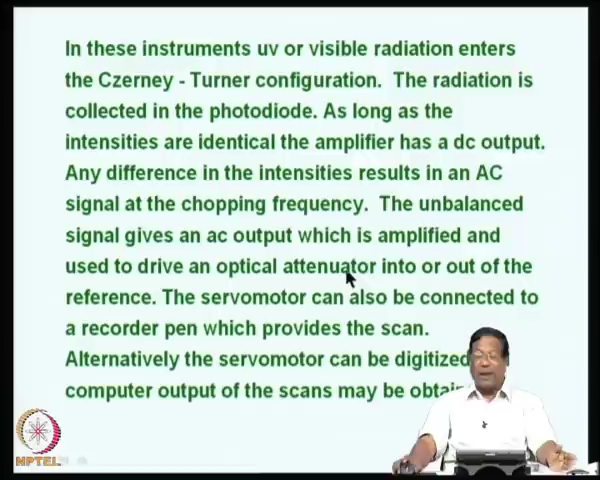 In these instruments uv or visible radiation enters
the Czerney - Turner configuration. The radiation is
collected in the photodiode. As long as the
intensities are identical the amplifier has a dc output.
Any difference in the intensities results in an AC
signal at the chopping frequency. The unbalanced
signal gives an ac output which is amplified and
used to drive an optical attenuator into or out of the
reference. The servomotor can also be connected to
a recorder pen which provides the scan.
Alternatively the servomotor can be digitized
computer output of the scans may be
NPTEL